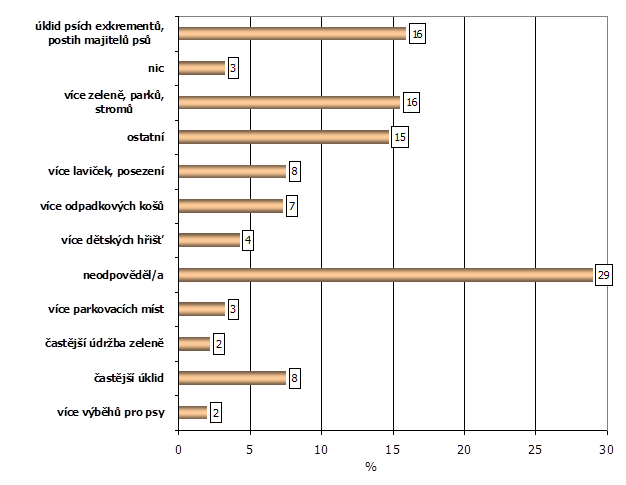 úklid psích exkrementů,
postih majitelů psů
16
nic
3
více zeleně, parků,
stromů
16
ostatní
15
více laviček, posezení
8
více odpadkových košů
7
více dětských hřišť
4
neodpověděl/a
29
více parkovacích míst
3
častější údržba zeleně
2
častější úklid
8
více výběhů pro psy
2
0 5 10 15 20 25 30
%